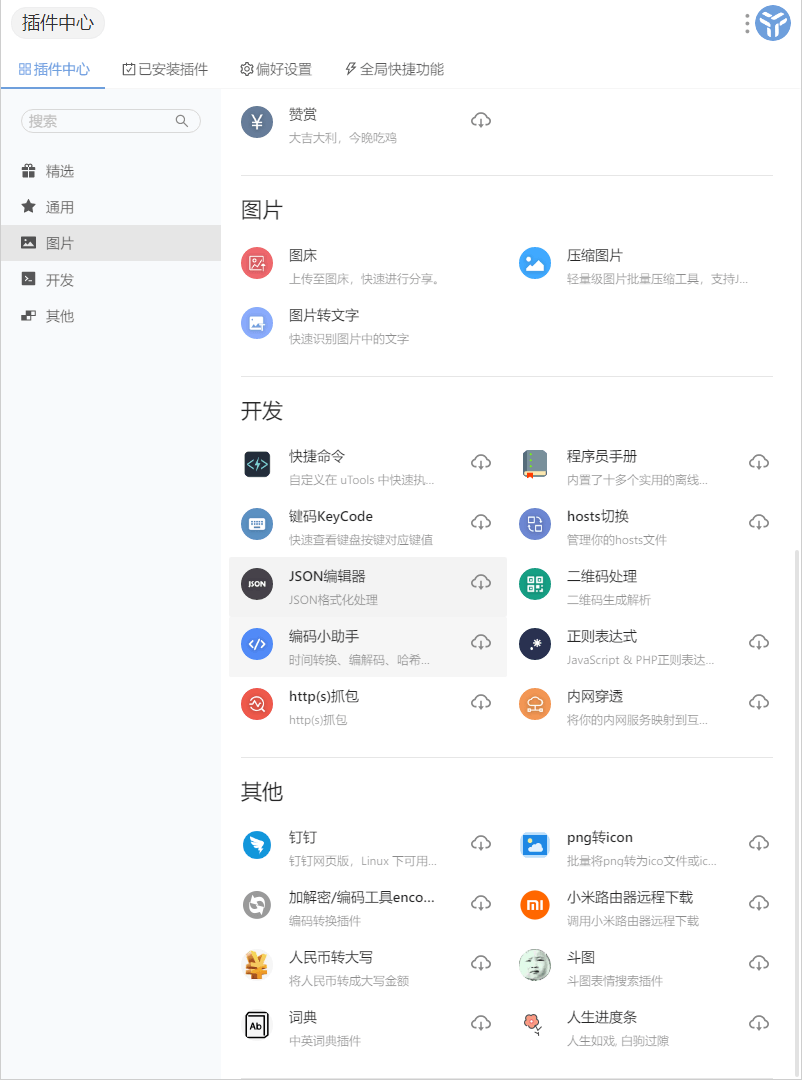 插件中心
插件中心 已安装插件 偏好设置 全局快捷功能
搜索
精选
通用
图片
开发
其他
¥
赞赏
大吉大利，今晚吃鸡
图片
图床
上传至图床，快速进行分享。
压缩图片
轻量级图片批量压缩工具，支持J...
图片转文字
快速识别图片中的文字
开发
快捷命令
自定义在 uTools 中快速执...
程序员手册
内置了十多个实用的离线...
键码KeyCode
快速查看键盘按键对应键值
hosts切换
管理你的hosts文件
JSON
JSON编辑器
JSON格式化处理
二维码处理
二维码生成解析
编码小助手
时间转换、编解码、哈希...
正则表达式
JavaScript & PHP正则表达...
http(s)抓包
http(s)抓包
内网穿透
将你的内网服务映射到互...
其他
钉钉
钉钉网页版，Linux 下可用...
png转icon
批量将png转为ico文件或ic...
加解密/编码工具enco...
编码转换插件
mi
小米路由器远程下载
调用小米路由器远程下载
人民币转大写
将人民币转成大写金额
斗图
斗图表情搜索插件
Ab
词典
中英词典插件
人生进度条
人生如戏, 白驹过隙